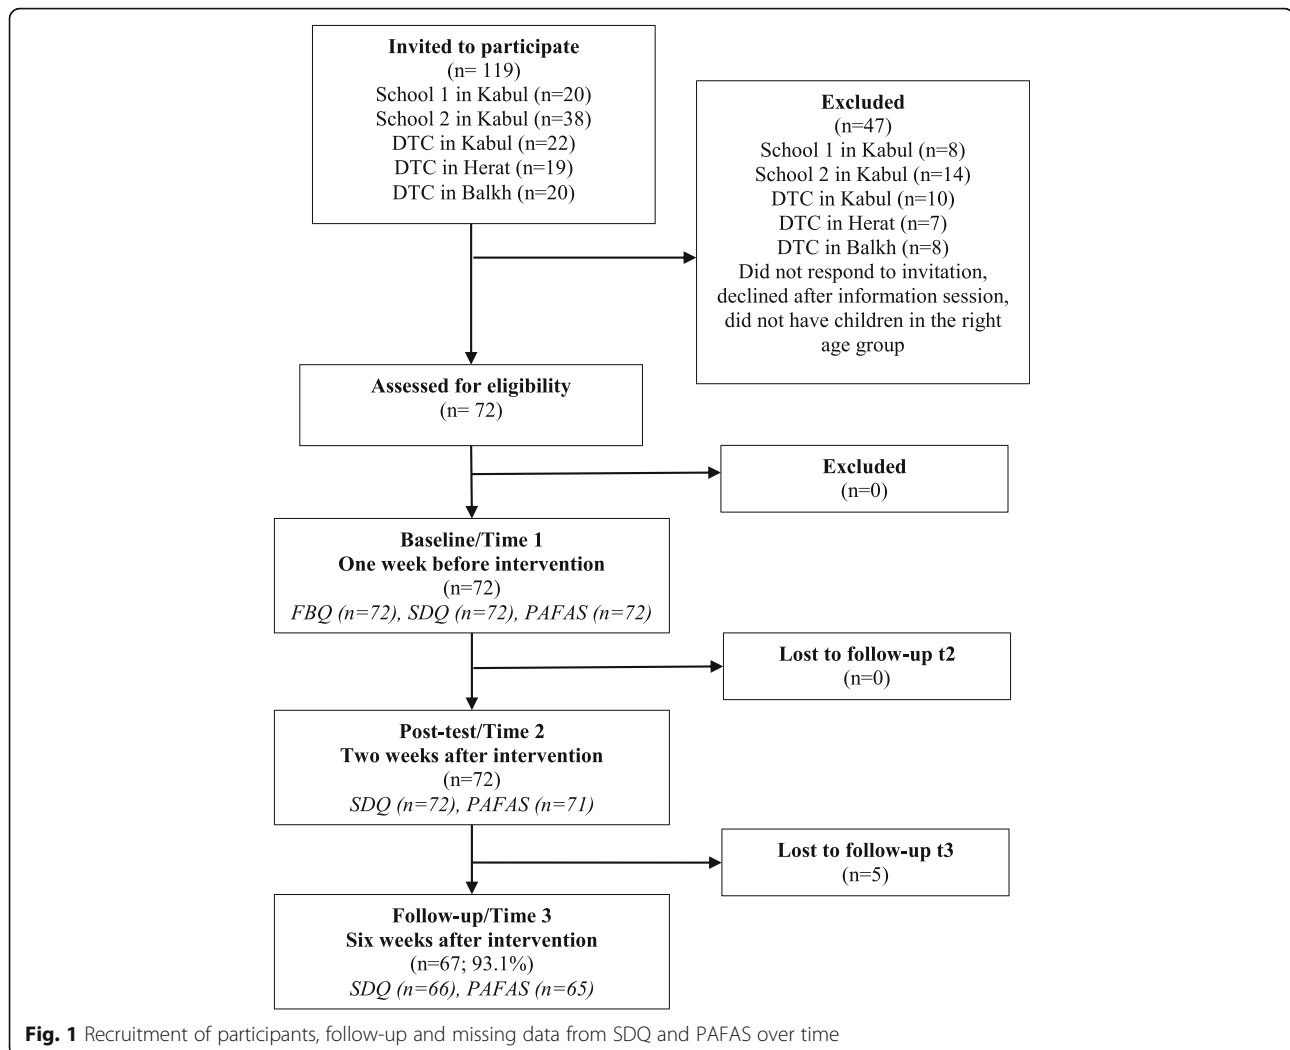 Invited to participate
(n= 119)
School 1 in Kabul (n=20)
School 2 in Kabul (n=38)
DTC in Kabul (n=22)
DTC in Herat (n=19)
DTC in Balkh (n=20)
Excluded
(n=47)
School 1 in Kabul (n=8)
School 2 in Kabul (n=14)
DTC in Kabul (n=10)
DTC in Herat (n=7)
DTC in Balkh (n=8)
Did not respond to invitation,
declined after information session,
did not have children in the right
age group
Assessed for eligibility
(n= 72)
Excluded
(n=0)
Baseline/Time 1
One week before intervention
(n=72)
FBQ (n=72), SDQ (n=72), PAFAS (n=72)
Lost to follow-up t2
(n=0)
Post-test/Time 2
Two weeks after intervention
(n=72)
SDQ (n=72), PAFAS (n=71)
Lost to follow-up t3
(n=5)
Follow-up/Time 3
Six weeks after intervention
(n=67; 93.1%)
SDQ (n=66), PAFAS (n=65)
Fig. 1 Recruitment of participants, follow-up and missing data from SDQ and PAFAS over time